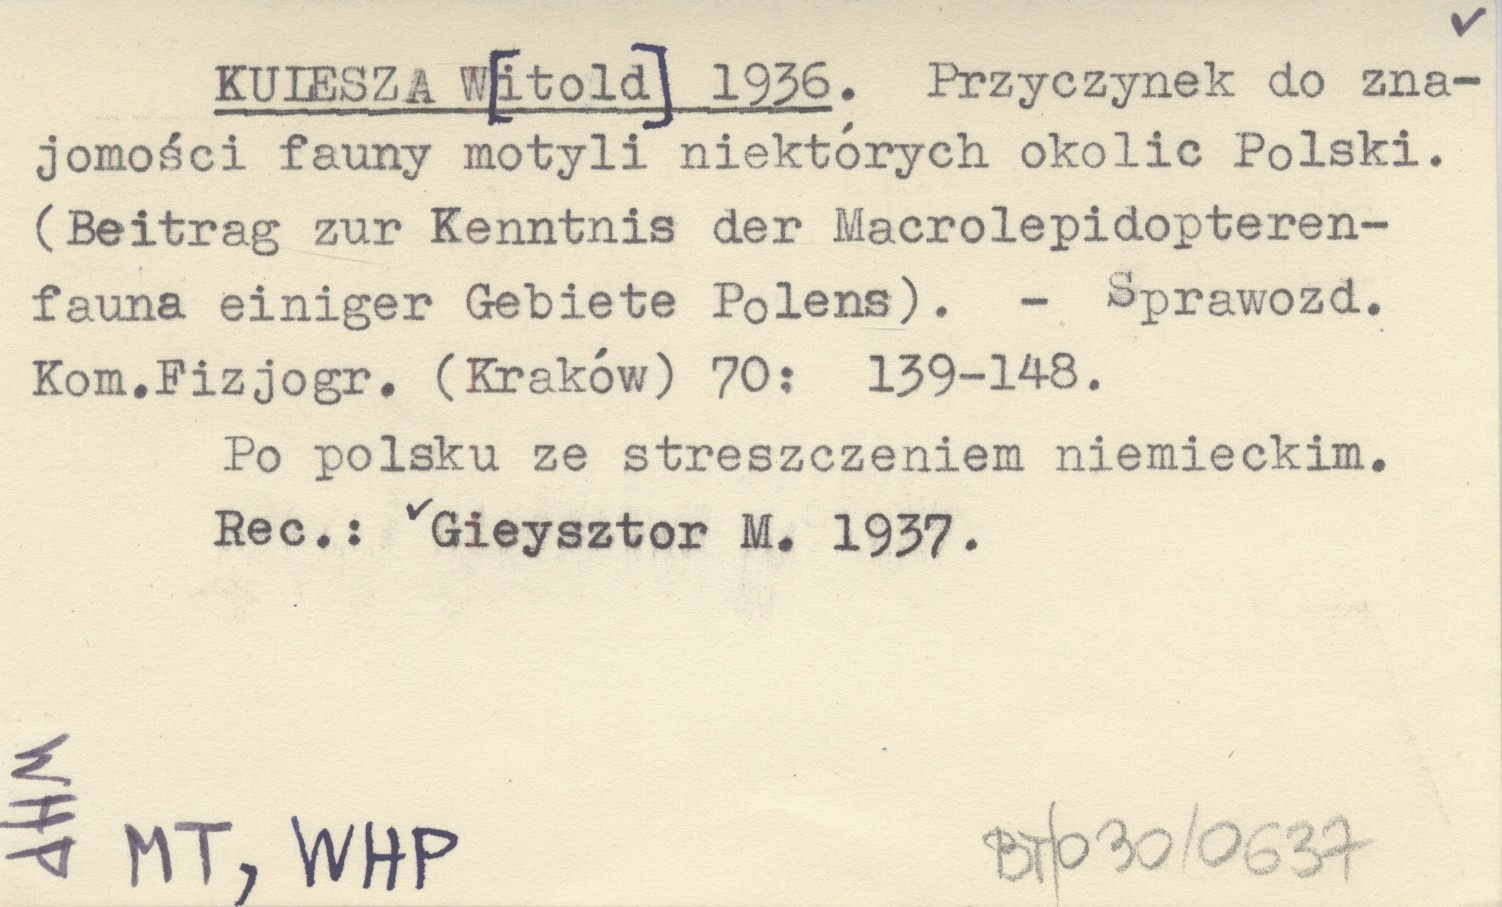 KULESZA W[itold] 1936. Przyczynek do zna-
jomości fauny motyli niektórych okolic Polski.
(Beitrag zur Kenntnis der Macrolepidopteren-
fauna einiger Gebiete Polens). - Sprawozd.
Kom.Fizjogr. (Kraków) 70: 139-148.
Po polsku ze streszczeniem niemieckim.
Rec.: ✓Gieysztor M. 1937.
WHP
MT, WHP
BT/030/0637